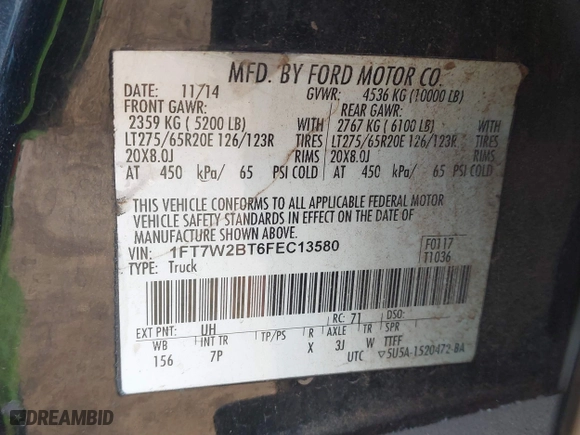 MFD. BY FORD MOTOR CO.
DATE: 11/14 GVWR: 4536 KG (10000 LB)
FRONT GAWR: REAR GAWR:
2359 KG ( 5200 LB) WITH 2767 KG ( 6100 LB) WITH
LT275/65R20E 126/123R TIRES LT275/65R20E 126/123R TIRES
20X8.0J RIMS 20X8.0J RIMS
AT 450 kPa/ 65 PSI COLD AT 450 kPa/ 65 PSI COLD
THIS VEHICLE CONFORMS TO ALL APPLICABLE FEDERAL MOTOR
VEHICLE SAFETY STANDARDS IN EFFECT ON THE DATE OF
MANUFACTURE SHOWN ABOVE.
VIN: 1FT7W2BT6FEC13580 F0117
TYPE: Truck T1036
EXT PNT: UH RC: 71 DSO:
WB INT TR TP/PS R AXLE TR SPR
156 7P X 3J W TTFF
UTC ▽5U5A-1520472-BA
DREAMBID